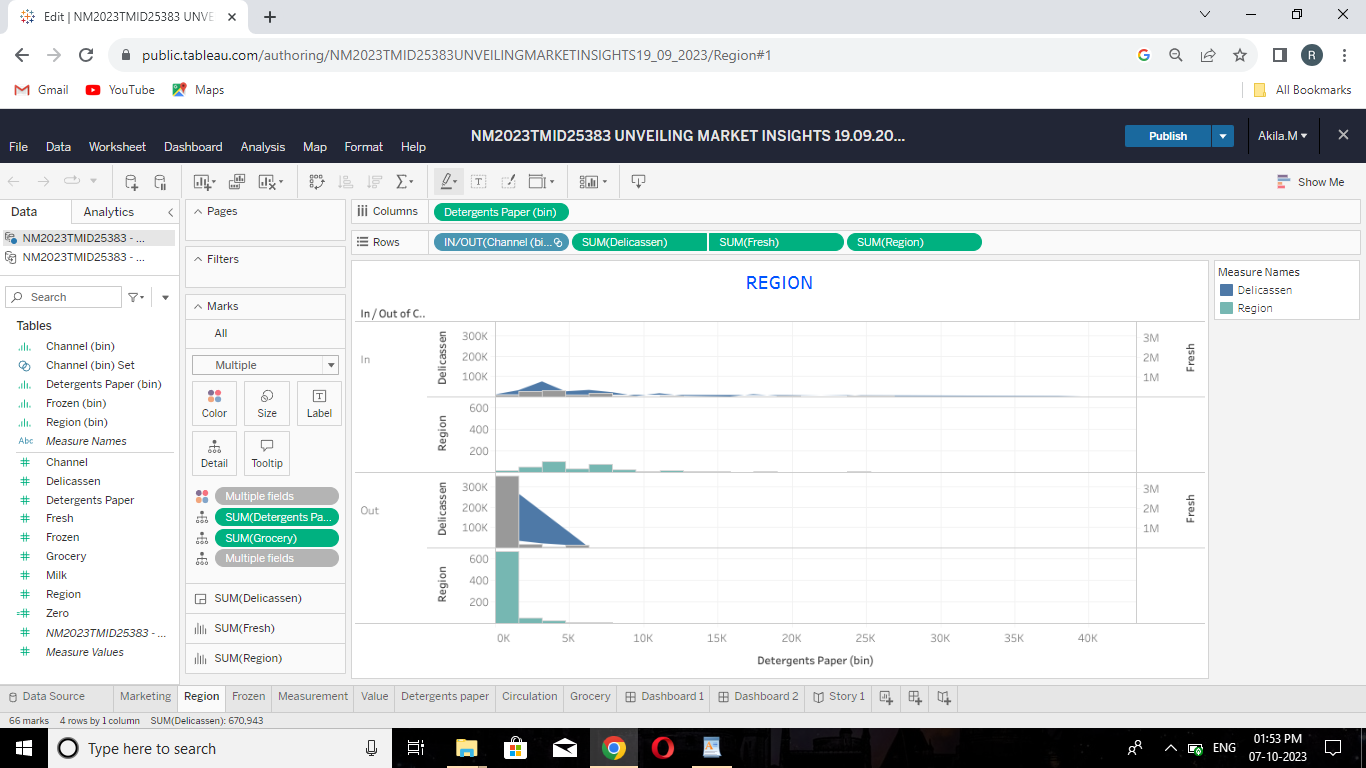 Edit | NM2023TMID25383 UNVE
public.tableau.com/authoring/NM2023TMID25383UNVEILINGMARKETINSIGHTS19_09_2023/Region#1
R
Gmail YouTube Maps All Bookmarks
NM2023TMID25383 UNVEILING MARKET INSIGHTS 19.09.20...
Publish
Akila.M
File Data Worksheet Dashboard Analysis Map Format Help
Show Me
Data Analytics
NM2023TMID25383 - ...
NM2023TMID25383 - ...
Search
Tables
Channel (bin)
Channel (bin) Set
Detergents Paper (bin)
Frozen (bin)
Region (bin)
Abc Measure Names
Channel
Delicassen
Detergents Paper
Fresh
Frozen
Grocery
Milk
Region
Zero
NM2023TMID25383 - ...
Measure Values
Pages
Filters
Marks
All
Multiple
Color Size Label
Detail Tooltip
Multiple fields
SUM(Detergents Pa...
SUM(Grocery)
Multiple fields
SUM(Delicassen)
SUM(Fresh)
SUM(Region)
Columns Detergents Paper (bin)
Rows IN/OUT(Channel (bi... SUM(Delicassen) SUM(Fresh) SUM(Region)
REGION
In / Out of C..
In
Delicassen
300K
200K
100K
3M
2M
1M
Fresh
Region
600
400
200
Out
Delicassen
300K
200K
100K
3M
2M
1M
Fresh
Region
600
400
200
0K 5K 10K 15K 20K 25K 30K 35K 40K
Detergents Paper (bin)
Measure Names
Delicassen
Region
Data Source Marketing Region Frozen Measurement Value Detergents paper Circulation Grocery Dashboard 1 Dashboard 2 Story 1
66 marks 4 rows by 1 column SUM(Delicassen): 670,943
Type here to search
ENG
01:53 PM
07-10-2023